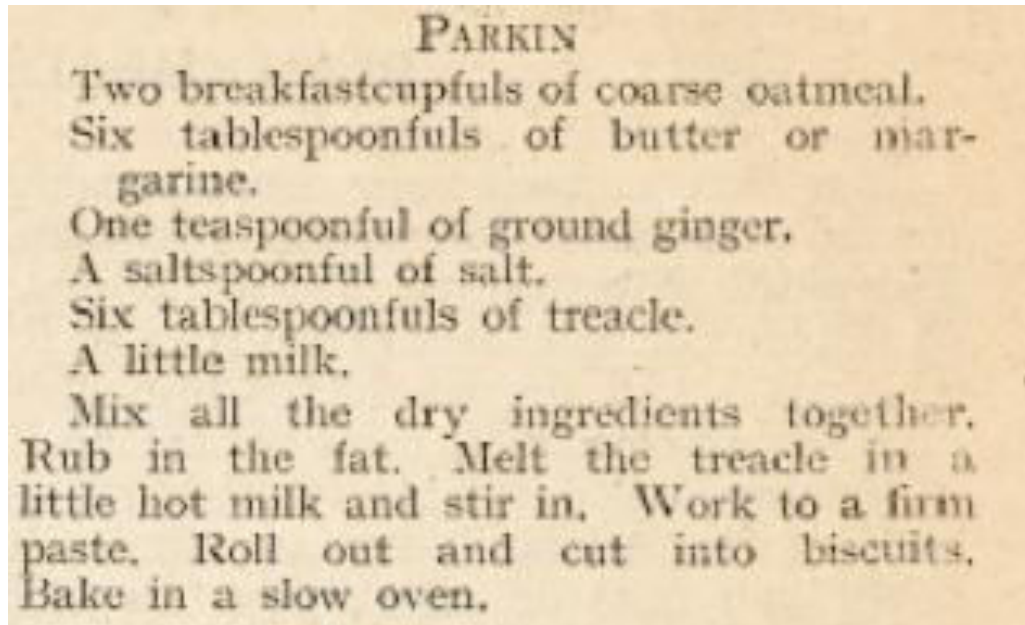 PARKIN
Two breakfastcupfuls of coarse oatmeal.
Six tablespoonfuls of butter or mar-
garine.
One teaspoonful of ground ginger.
A saltspoonful of salt.
Six tablespoonfuls of treacle.
A little milk.
Mix all the dry ingredients together.
Rub in the fat. Melt the treacle in a
little hot milk and stir in. Work to a firm
paste. Roll out and cut into biscuits.
Bake in a slow oven.